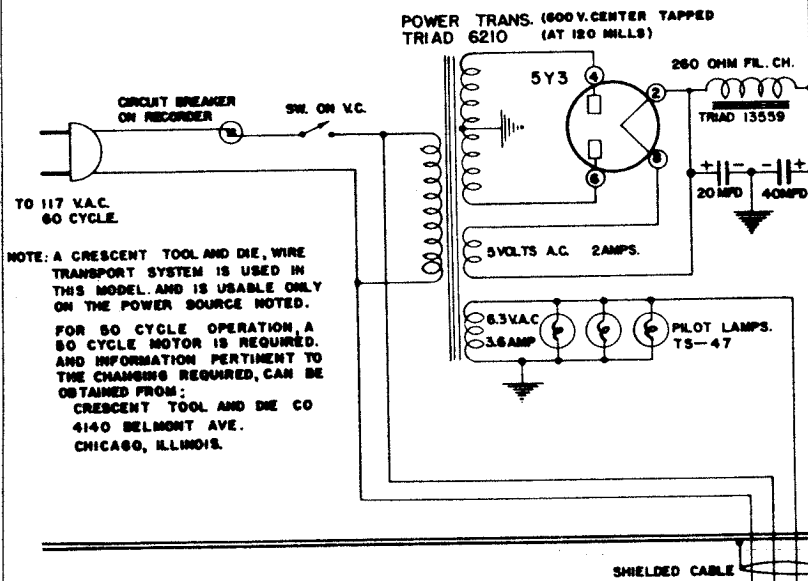 POWER TRANS. (600 V. CENTER TAPPED
TRIAD 6210 (AT 120 MILLS)
5Y3
4
2
6
8
260 OHM FIL. CH.
TRIAD 13559
CIRCUIT BREAKER
ON RECORDER
SW. ON V.C.
+ -
- +
20 MFD
40MFD
TO 117 V.A.C.
60 CYCLE.
5 VOLTS A.C. 2 AMPS.
6.3 V.A.C
3.6 AMP
PILOT LAMPS.
TS-47
NOTE: A CRESCENT TOOL AND DIE, WIRE
TRANSPORT SYSTEM IS USED IN
THIS MODEL. AND IS USABLE ONLY
ON THE POWER SOURCE NOTED.
FOR 50 CYCLE OPERATION, A
50 CYCLE MOTOR IS REQUIRED.
AND INFORMATION PERTINENT TO
THE CHANGING REQUIRED, CAN BE
OBTAINED FROM;
CRESCENT TOOL AND DIE CO
4140 BELMONT AVE.
CHICAGO, ILLINOIS.
SHIELDED CABLE